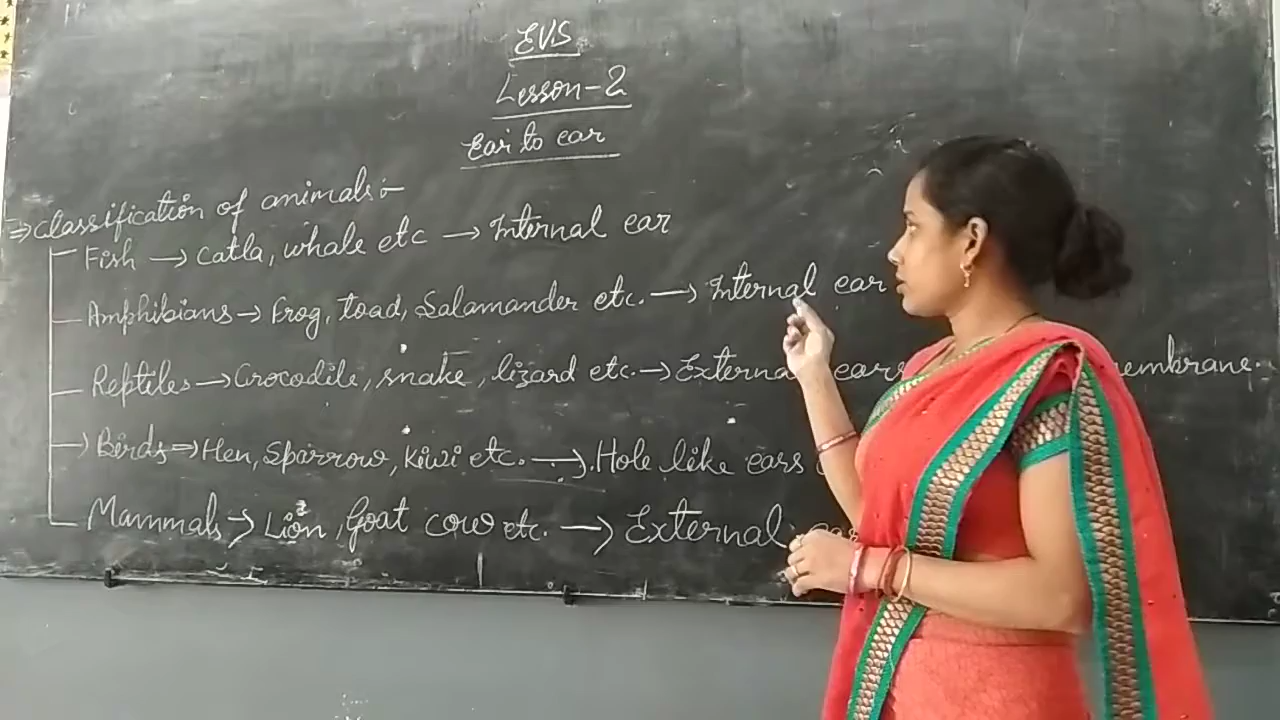 EVS
Lesson-2
Ear to ear
⇒ Classification of animals:-
Fish → Catla, whale etc → Internal ear
Amphibians → Frog, toad, Salamander etc. → Internal ear
Reptiles → Crocodile, snake, lizard etc. → External ears embrane.
→ Birds ⇒ Hen, Sparrow, Kiwi etc. → Hole like ears
Mammals → Lion, Goat cow etc. → External